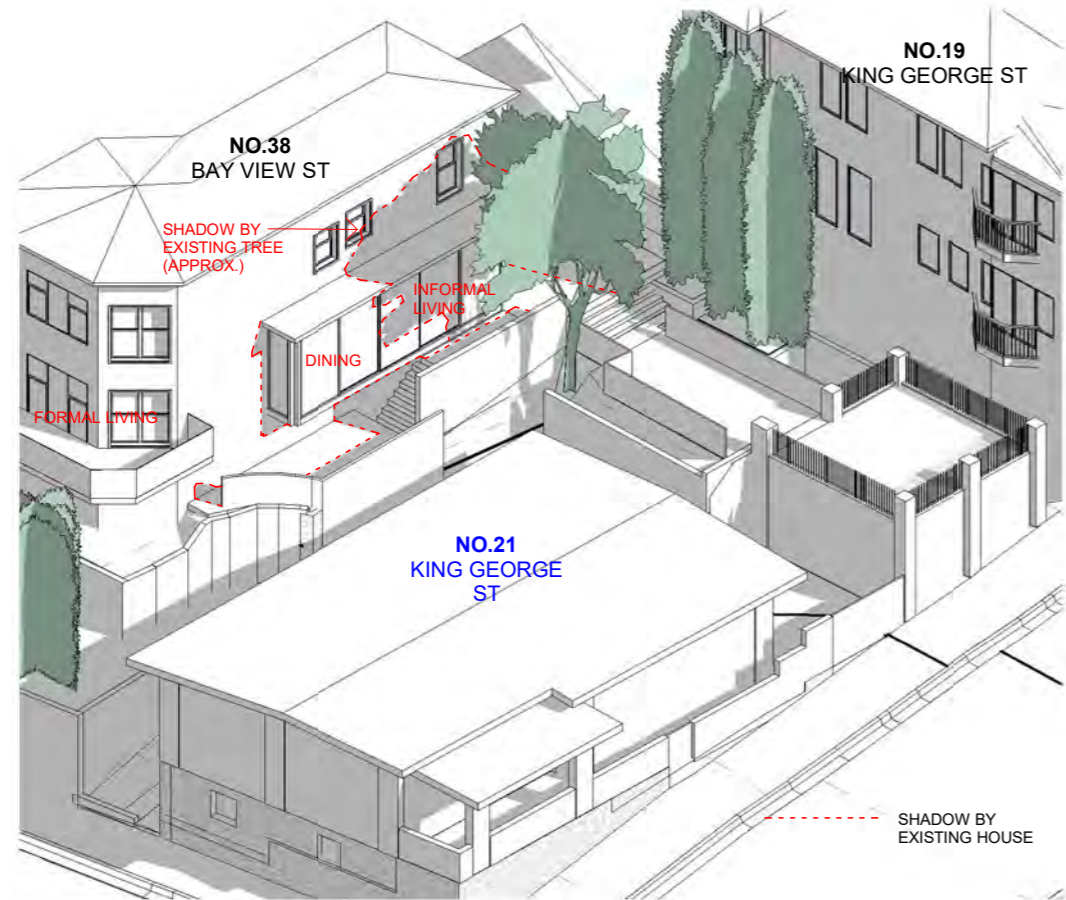 NO.19
KING GEORGE ST
NO.38
BAY VIEW ST
SHADOW BY
EXISTING TREE
(APPROX.)
INFORMAL
LIVING
DINING
FORMAL LIVING
NO.21
KING GEORGE
ST
SHADOW BY
EXISTING HOUSE